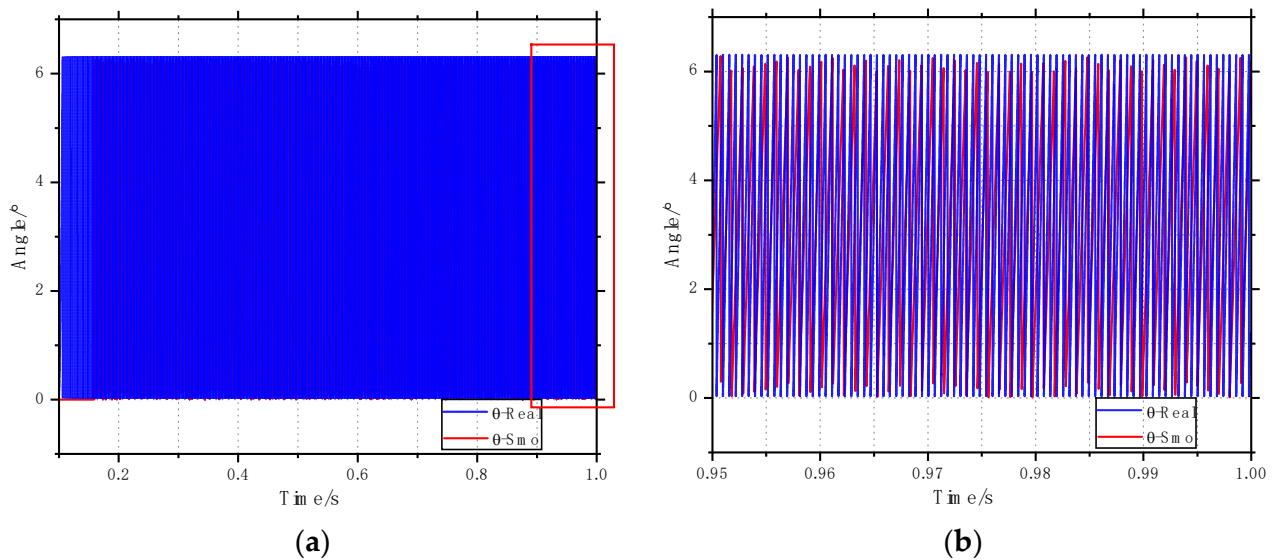 6
4
2
0
Angle/°
0.2
0.4
0.6
0.8
1.0
Time/s
θ-Real
θ-Smo
(a)
6
4
2
0
Angle/°
0.95
0.96
0.97
0.98
0.99
1.00
Time/s
θ-Real
θ-Smo
(b)